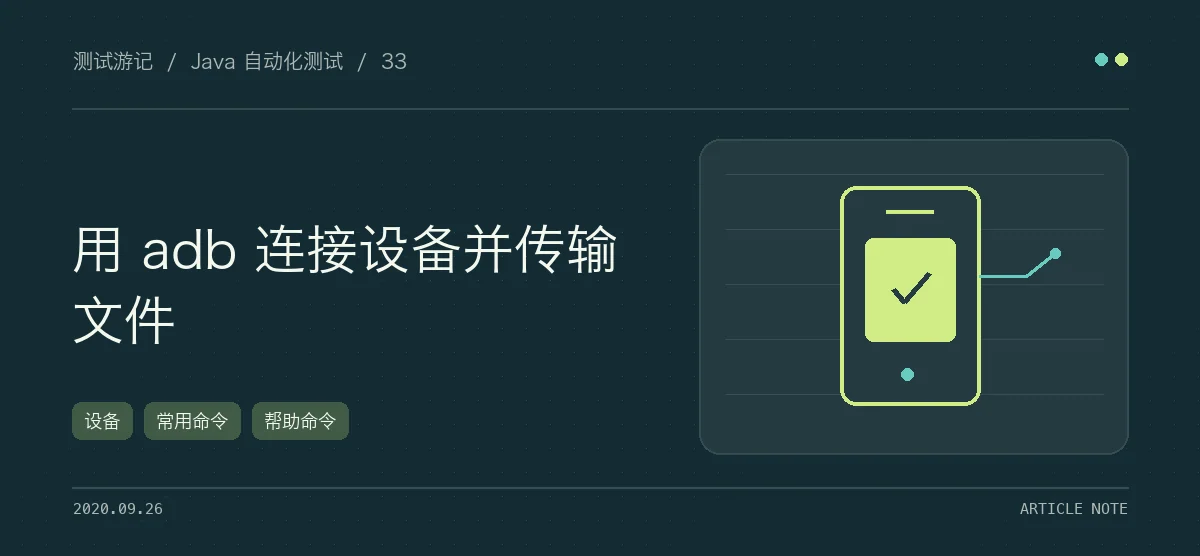 测试游记 / Java 自动化测试 / 33
用 adb 连接设备并传输
文件
设备 常用命令 帮助命令
2020.09.26 ARTICLE NOTE